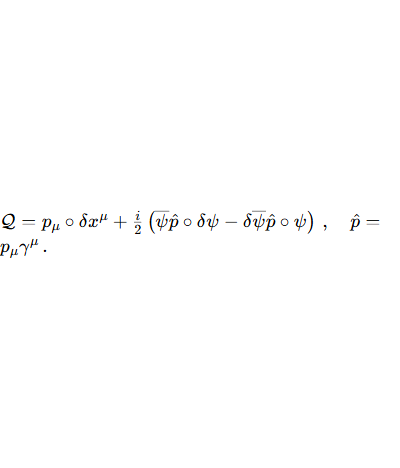 𝒬 = p_μ ∘ δx^μ + i/2 (ψ̅p̂ ∘ δψ − δψ̅p̂ ∘ ψ) , p̂ =
p_μγ^μ .